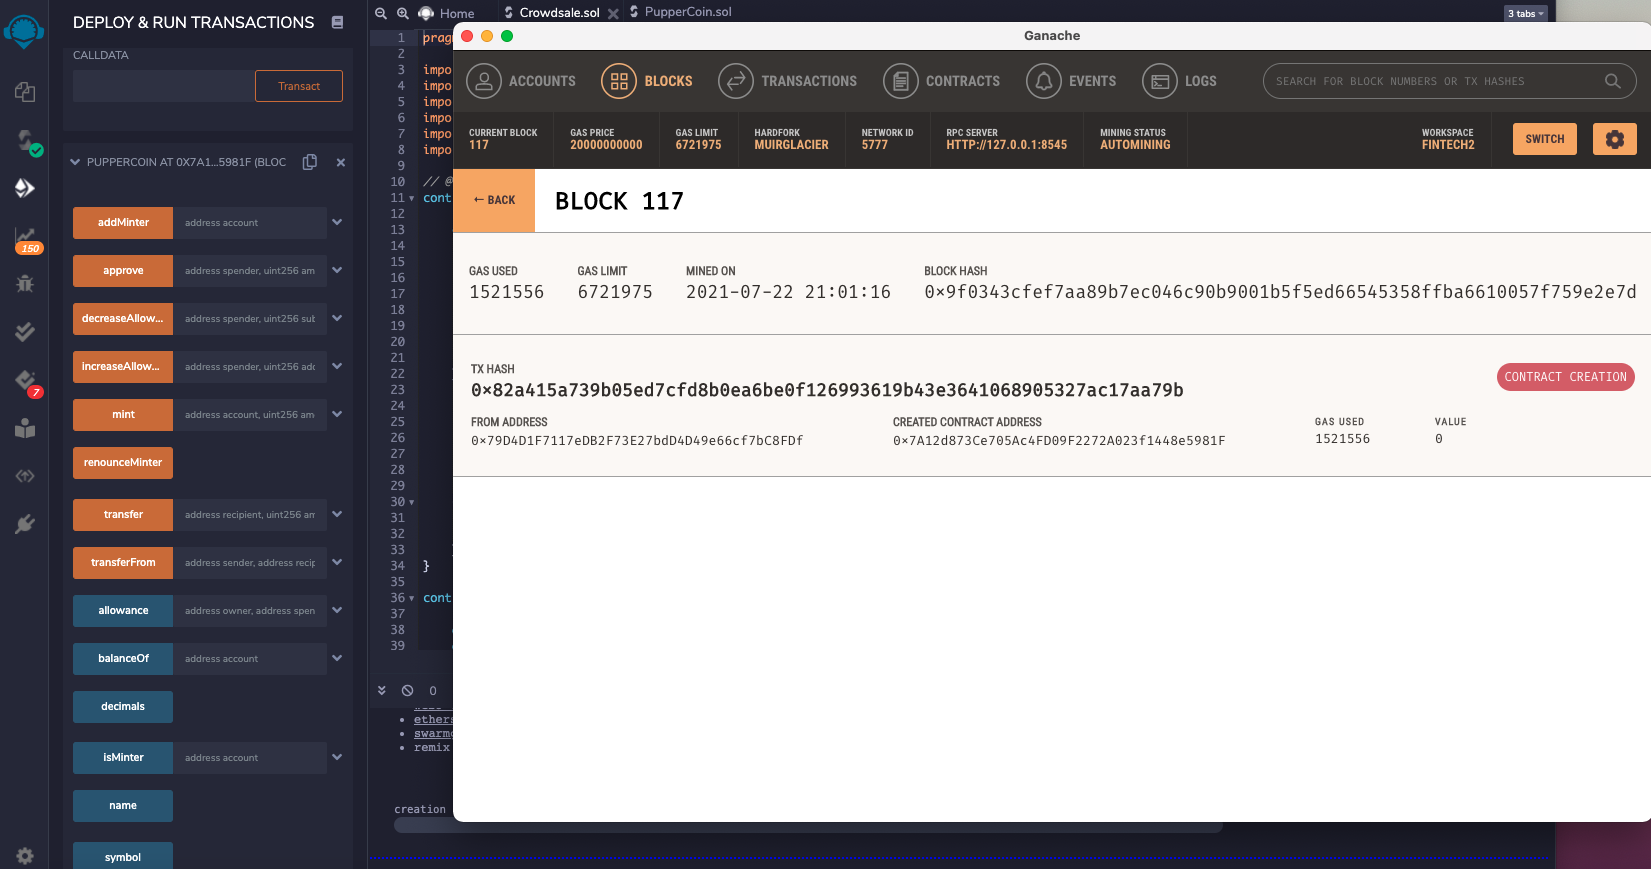 DEPLOY & RUN TRANSACTIONS
CALLDATA
Transact
PUPPERCOIN AT 0X7A1...5981F (BLOC
addMinter address account
approve address spender, uint256 am
decreaseAllow... address spender, uint256 sub
increaseAllow... address spender, uint256 adc
mint address account, uint256 am
renounceMinter
transfer address recipient, uint256 am
transferFrom address sender, address recip
allowance address owner, address spen
balanceOf address account
decimals
isMinter address account
name
symbol
150
7
Home Crowdsale.sol PupperCoin.sol
3 tabs
1 prag
2
3 impo
4 impo
5 impo
6 impo
7 impo
8 impo
9
10 // @
11 cont
12
13
14
15
16
17
18
19
20
21
22
23
24
25
26
27
28
29
30
31
32
33
34 }
35
36 cont
37
38
39
0
ethers
swarmg
remix
creation
Ganache
ACCOUNTS BLOCKS TRANSACTIONS CONTRACTS EVENTS LOGS
SEARCH FOR BLOCK NUMBERS OR TX HASHES
CURRENT BLOCK GAS PRICE GAS LIMIT HARDFORK NETWORK ID RPC SERVER MINING STATUS WORKSPACE
117 20000000000 6721975 MUIRGLACIER 5777 HTTP://127.0.0.1:8545 AUTOMINING FINTECH2
SWITCH
← BACK
BLOCK 117
GAS USED GAS LIMIT MINED ON BLOCK HASH
1521556 6721975 2021-07-22 21:01:16 0×9f0343cfef7aa89b7ec046c90b9001b5f5ed66545358ffba6610057f759e2e7d
TX HASH
0×82a415a739b05ed7cfd8b0ea6be0f126993619b43e3641068905327ac17aa79b
CONTRACT CREATION
FROM ADDRESS CREATED CONTRACT ADDRESS GAS USED VALUE
0×79D4D1F7117eDB2F73E27bdD4D49e66cf7bC8FDf 0×7A12d873Ce705Ac4FD09F2272A023f1448e5981F 1521556 0